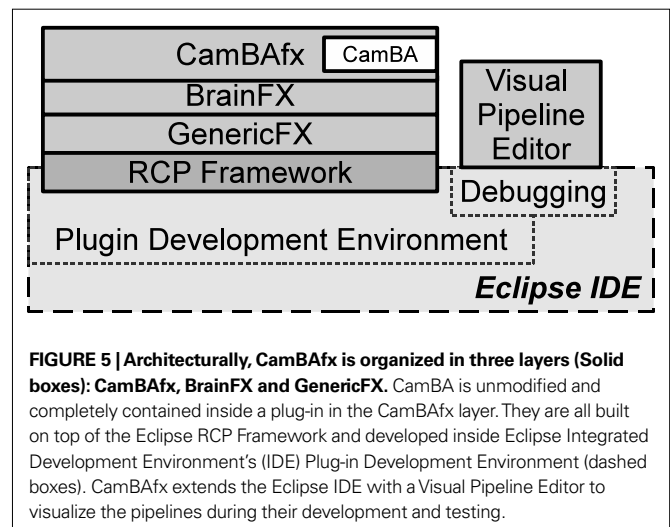 CamBAfx
CamBA
BrainFX
GenericFX
RCP Framework
Visual
Pipeline
Editor
Debugging
Plugin Development Environment
Eclipse IDE
FIGURE 5 | Architecturally, CamBAfx is organized in three layers (Solid
boxes): CamBAfx, BrainFX and GenericFX. CamBA is unmodified and
completely contained inside a plug-in in the CamBAfx layer. They are all built
on top of the Eclipse RCP Framework and developed inside Eclipse Integrated
Development Environment's (IDE) Plug-in Development Environment (dashed
boxes). CamBAfx extends the Eclipse IDE with a Visual Pipeline Editor to
visualize the pipelines during their development and testing.